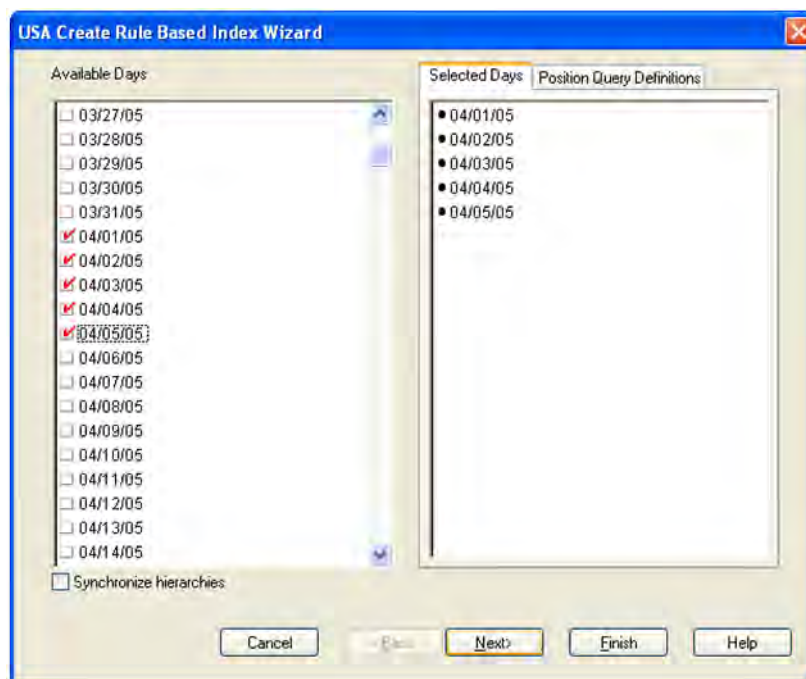 USA Create Rule Based Index Wizard
Available Days
03/27/05
03/28/05
03/29/05
03/30/05
03/31/05
04/01/05
04/02/05
04/03/05
04/04/05
04/05/05
04/06/05
04/07/05
04/08/05
04/09/05
04/10/05
04/11/05
04/12/05
04/13/05
04/14/05
Synchronize hierarchies
Selected Days
Position Query Definitions
• 04/01/05
• 04/02/05
• 04/03/05
• 04/04/05
• 04/05/05
Cancel
<Back
Next>
Finish
Help